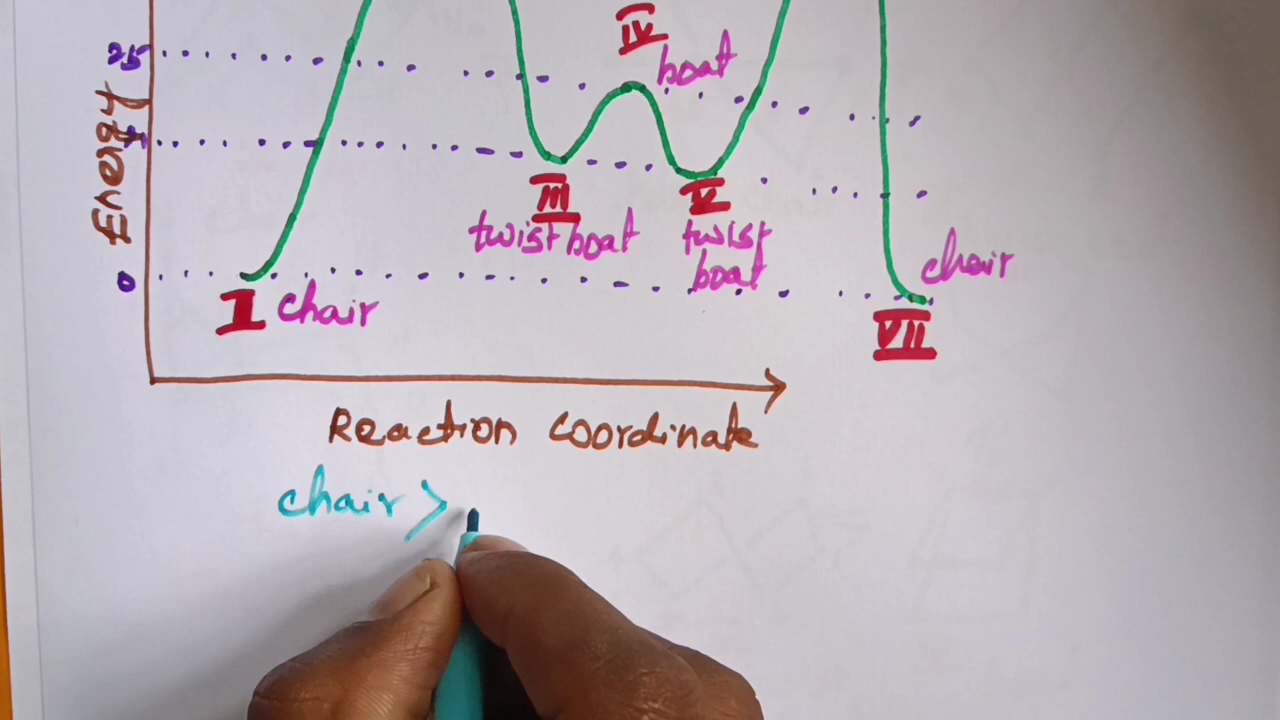 IV
25
boat
Energy
III
V
twist boat
twist
boat
chair
0
I chair
VII
Reaction coordinate
chair >